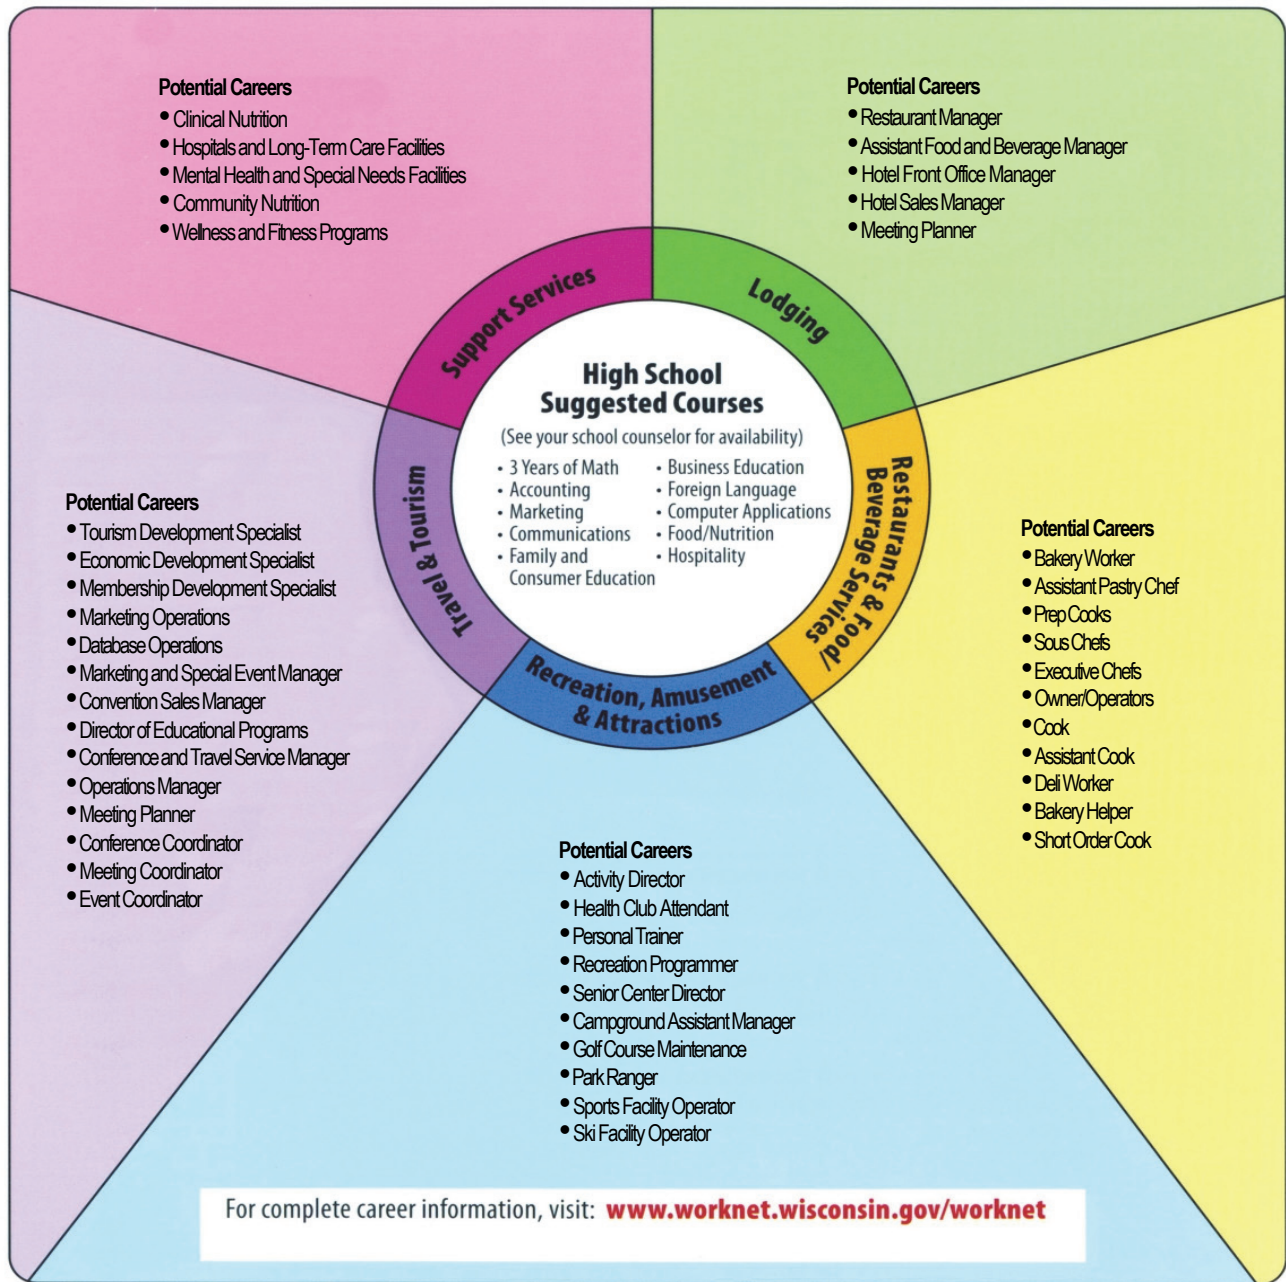 Potential Careers
• Clinical Nutrition
• Hospitals and Long-Term Care Facilities
• Mental Health and Special Needs Facilities
• Community Nutrition
• Wellness and Fitness Programs
Potential Careers
• Restaurant Manager
• Assistant Food and Beverage Manager
• Hotel Front Office Manager
• Hotel Sales Manager
• Meeting Planner
Support Services
Lodging
High School
Suggested Courses
(See your school counselor for availability)
• 3 Years of Math
• Accounting
• Marketing
• Communications
• Family and
Consumer Education
• Business Education
• Foreign Language
• Computer Applications
• Food/Nutrition
• Hospitality
Travel & Tourism
Restaurants & Food/
Beverage Services
Recreation, Amusement
& Attractions
Potential Careers
• Tourism Development Specialist
• Economic Development Specialist
• Membership Development Specialist
• Marketing Operations
• Database Operations
• Marketing and Special Event Manager
• Convention Sales Manager
• Director of Educational Programs
• Conference and Travel Service Manager
• Operations Manager
• Meeting Planner
• Conference Coordinator
• Meeting Coordinator
• Event Coordinator
Potential Careers
• Bakery Worker
• Assistant Pastry Chef
• Prep Cooks
• Sous Chefs
• Executive Chefs
• Owner/Operators
• Cook
• Assistant Cook
• Deli Worker
• Bakery Helper
• Short Order Cook
Potential Careers
• Activity Director
• Health Club Attendant
• Personal Trainer
• Recreation Programmer
• Senior Center Director
• Campground Assistant Manager
• Golf Course Maintenance
• Park Ranger
• Sports Facility Operator
• Ski Facility Operator
For complete career information, visit: www.worknet.wisconsin.gov/worknet